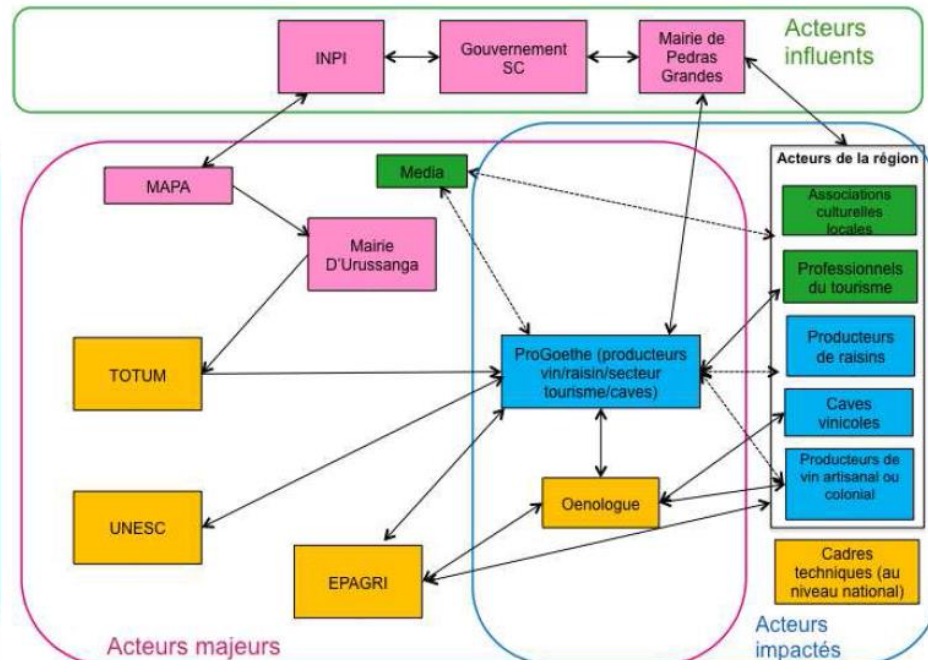 Acteurs
influents
INPI
Gouvernement
SC
Mairie de
Pedras
Grandes
Acteurs de la région
MAPA
Media
Associations
culturelles
locales
Mairie
D'Urussanga
Professionnels
du tourisme
TOTUM
ProGoethe (producteurs
vin/raisin/secteur
tourisme/caves)
Producteurs
de raisins
Caves
vinicoles
Producteurs de
vin artisanal ou
colonial
UNESC
Oenologue
EPAGRI
Cadres
techniques (au
niveau national)
Acteurs majeurs
Acteurs
impactés